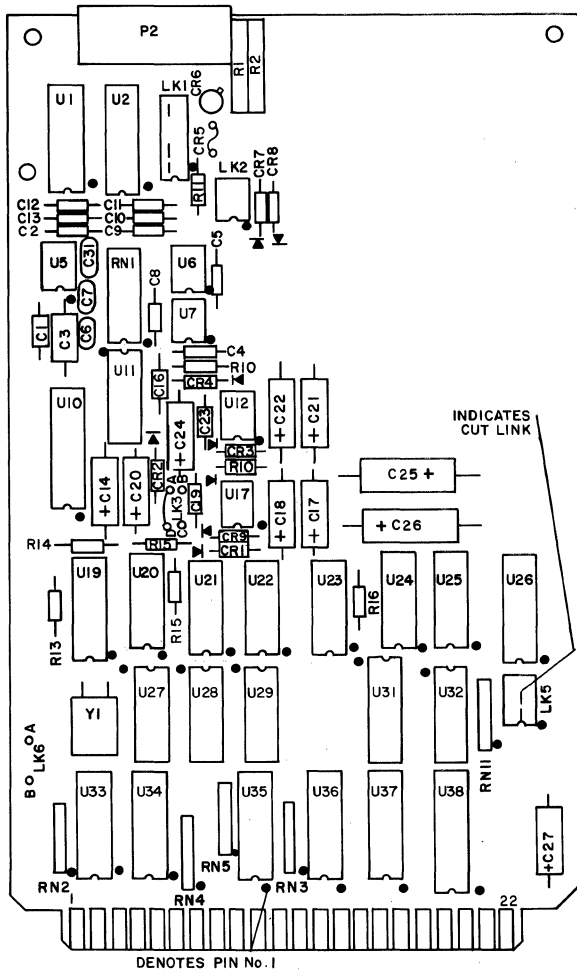 P2
R1
R2
CR6
LK1
U1
U2
CR5
R11
LK2
CR7
CR8
C12
C11
C13
C10
C2
C9
U5
C31
RN1
U6
C5
C7
C8
U7
C1
C3
C6
C4
R10
CR4
U11
C16
U10
C23
U12
C22
C21
INDICATES
CUT LINK
C24
CR3
R10
CR2
C14
C20
A
B
LK3
C19
U17
C18
C17
C25
C26
D
C
R14
R15
CR9
CR1
U19
U20
U21
U22
U23
U24
U25
U26
R13
R15
R16
U27
U28
U29
U31
U32
LK5
Y1
A
LK6
B
RN11
U33
U34
U35
U36
U37
U38
C27
RN2
RN4
RN5
RN3
1
22
DENOTES PIN No. 1